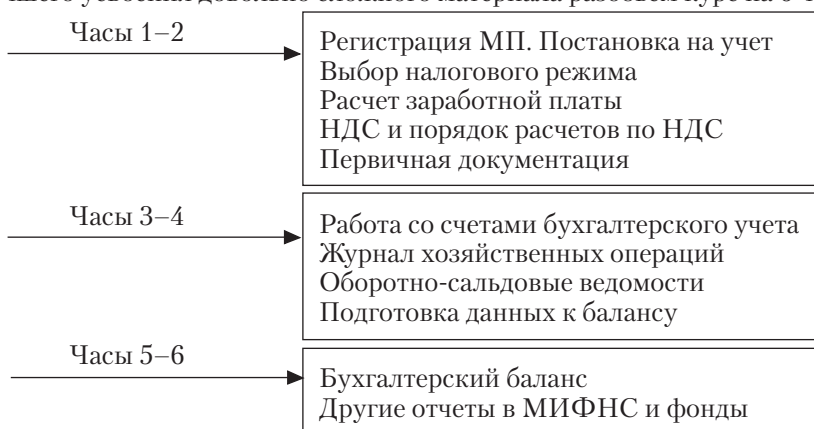 Часы 1–2
Регистрация МП. Постановка на учет
Выбор налогового режима
Расчет заработной платы
НДС и порядок расчетов по НДС
Первичная документация
Часы 3–4
Работа со счетами бухгалтерского учета
Журнал хозяйственных операций
Оборотно-сальдовые ведомости
Подготовка данных к балансу
Часы 5–6
Бухгалтерский баланс
Другие отчеты в МИФНС и фонды